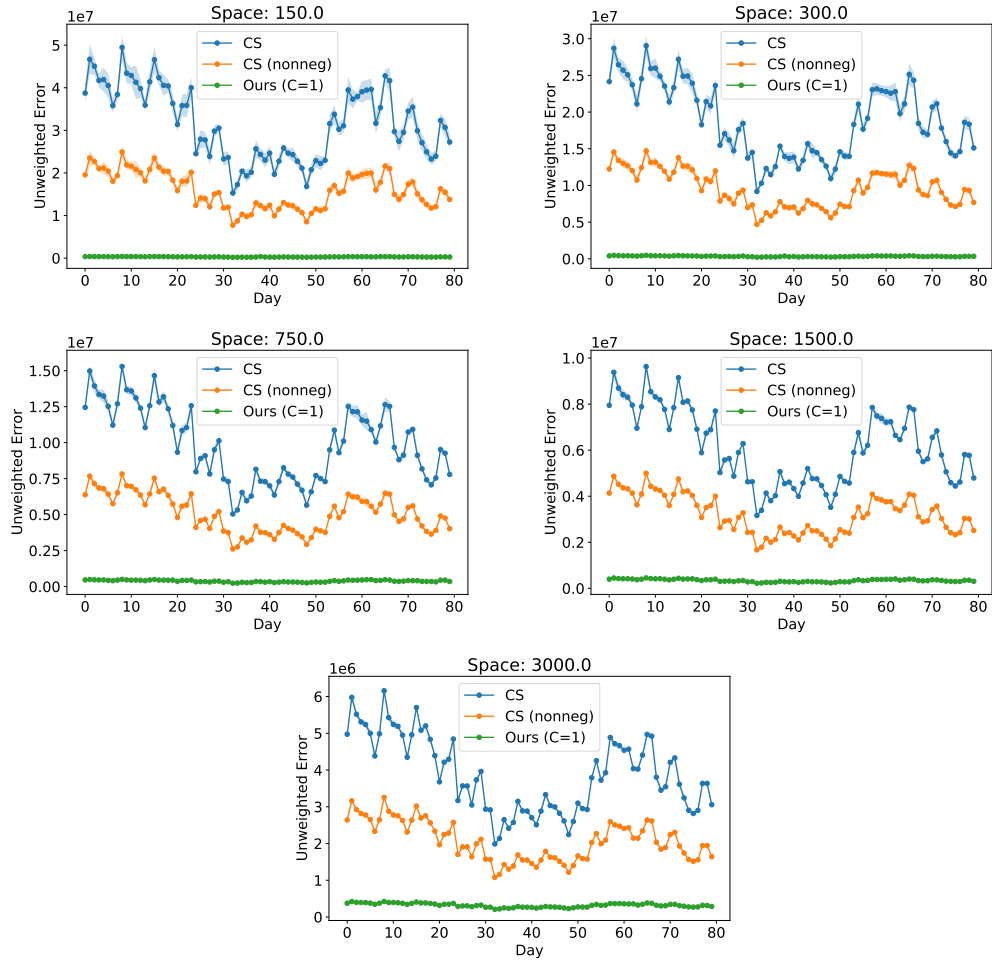 Space: 150.0
1e7
Unweighted Error
5
4
3
2
1
0
CS
CS (nonneg)
Ours (C=1)
0 10 20 30 40 50 60 70 80
Day
Space: 300.0
1e7
Unweighted Error
3.0
2.5
2.0
1.5
1.0
0.5
0.0
CS
CS (nonneg)
Ours (C=1)
0 10 20 30 40 50 60 70 80
Day
Space: 750.0
1e7
Unweighted Error
1.50
1.25
1.00
0.75
0.50
0.25
0.00
CS
CS (nonneg)
Ours (C=1)
0 10 20 30 40 50 60 70 80
Day
Space: 1500.0
1e7
Unweighted Error
1.0
0.8
0.6
0.4
0.2
0.0
CS
CS (nonneg)
Ours (C=1)
0 10 20 30 40 50 60 70 80
Day
Space: 3000.0
1e6
Unweighted Error
6
5
4
3
2
1
0
CS
CS (nonneg)
Ours (C=1)
0 10 20 30 40 50 60 70 80
Day